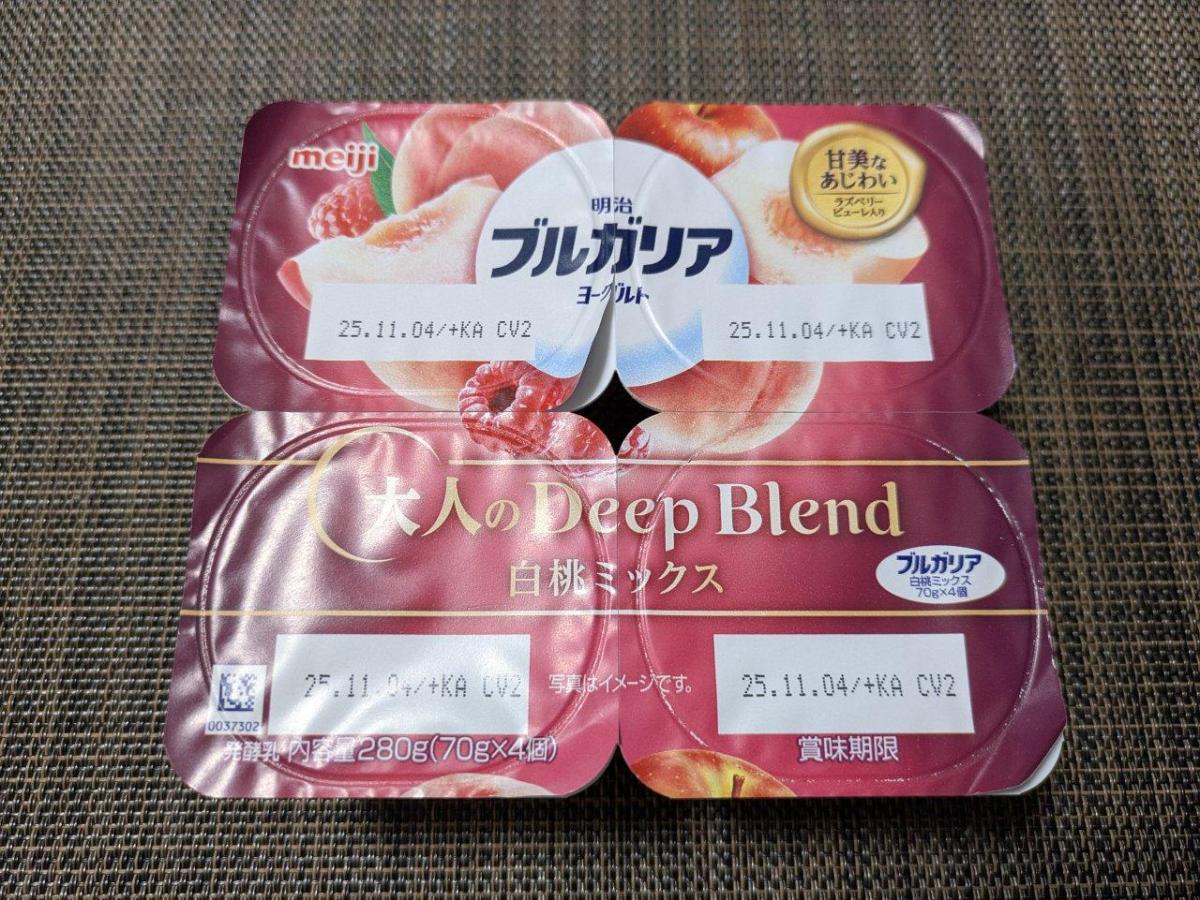 meiji
甘美な
あじわい
ラズベリー
ピューレ入り
明治
ブルガリア
ヨーグルト
25.11.04/+KA CV2
25.11.04/+KA CV2
大人のDeep Blend
白桃ミックス
ブルガリア
白桃ミックス
70g×4個
25.11.04/+KA CV2
写真はイメージです。
25.11.04/+KA CV2
0037302
発酵乳 内容量280g(70g×4個)
賞味期限